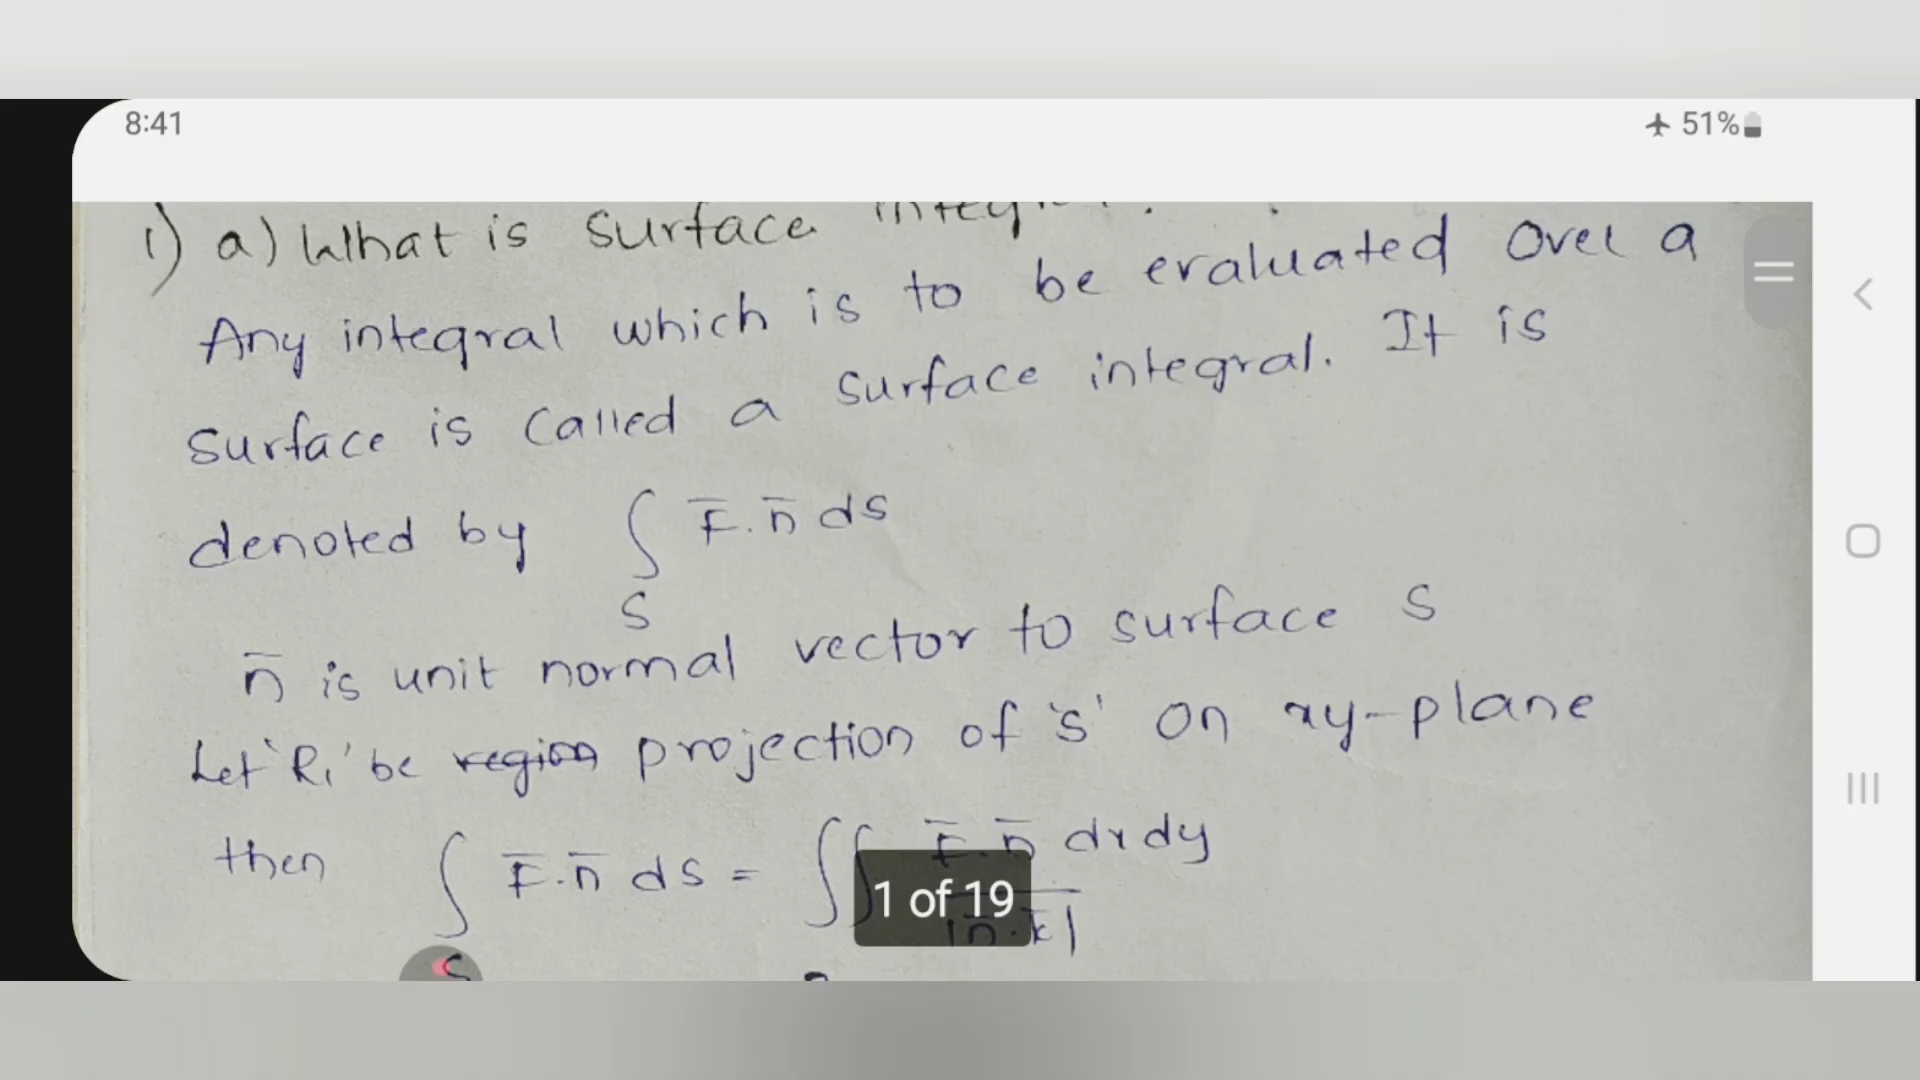 8:41
51%
1) a) What is surface
Any integral which is to be evaluated over a
surface is called a surface integral. It is
denoted by ∫ F̅.n̅ ds
S
n̅ is unit normal vector to surface S
Let 'R₁' be region projection of 's' on xy-plane
then ∫ F̅.n̅ ds = ∫∫ F̅.n̅ dxdy
|n̅.k̅|
S
1 of 19